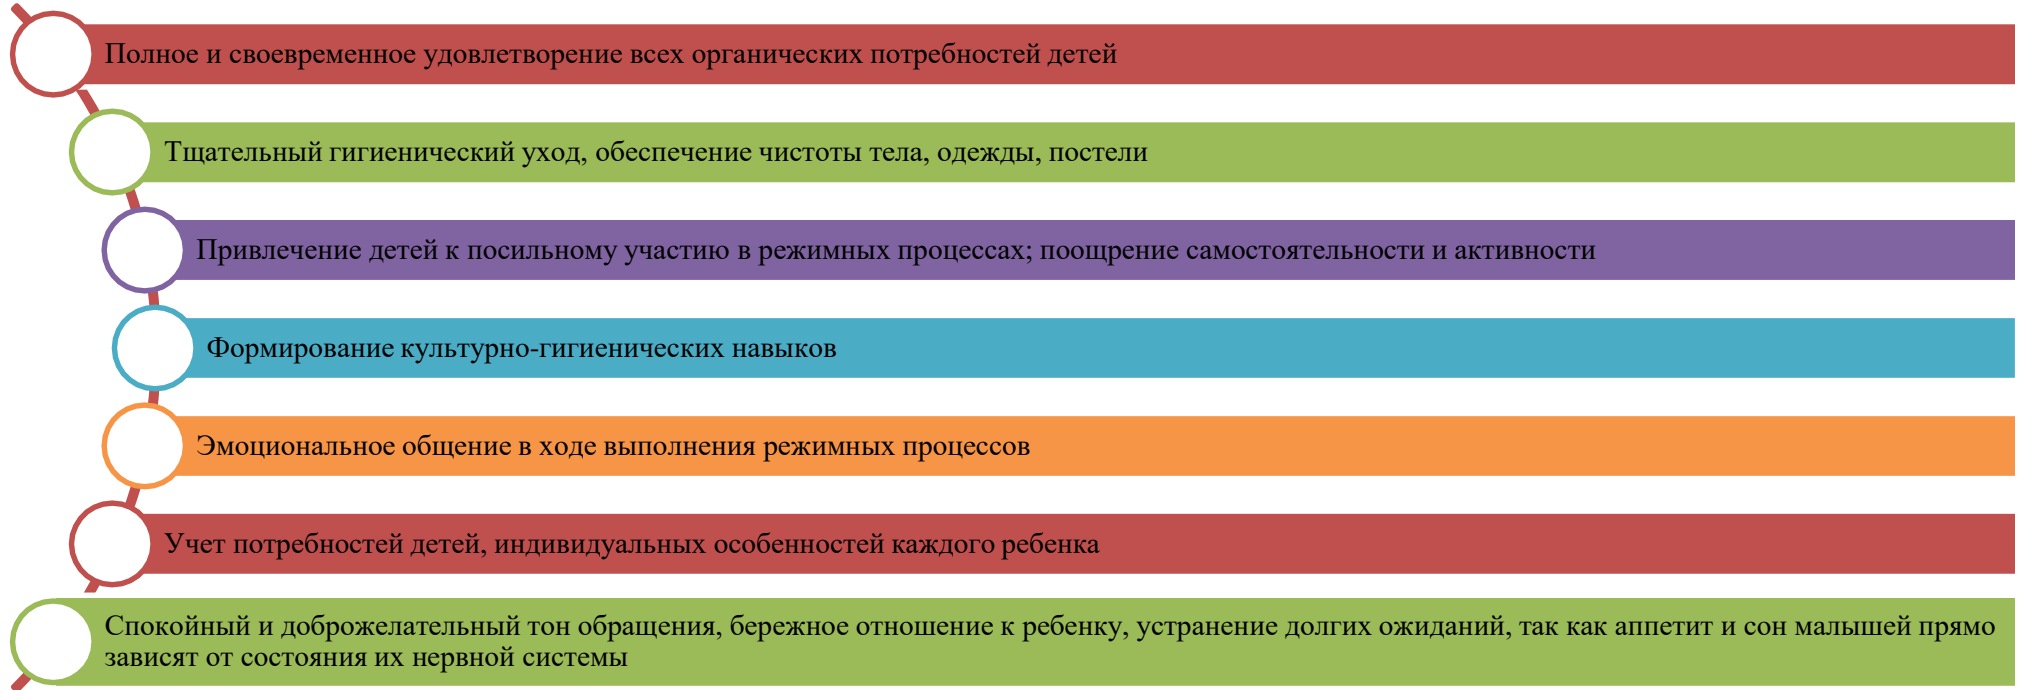 Полное и своевременное удовлетворение всех органических потребностей детей
Тщательный гигиенический уход, обеспечение чистоты тела, одежды, постели
Привлечение детей к посильному участию в режимных процессах; поощрение самостоятельности и активности
Формирование культурно-гигиенических навыков
Эмоциональное общение в ходе выполнения режимных процессов
Учет потребностей детей, индивидуальных особенностей каждого ребенка
Спокойный и доброжелательный тон обращения, бережное отношение к ребенку, устранение долгих ожиданий, так как аппетит и сон малышей прямо
зависят от состояния их нервной системы